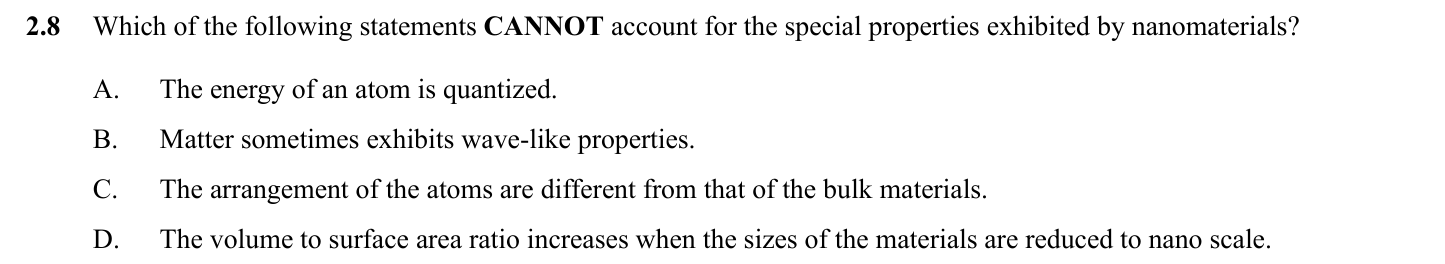 2.8 Which of the following statements CANNOT account for the special properties exhibited by nanomaterials?
A. The energy of an atom is quantized.
B. Matter sometimes exhibits wave-like properties.
C. The arrangement of the atoms are different from that of the bulk materials.
D. The volume to surface area ratio increases when the sizes of the materials are reduced to nano scale.